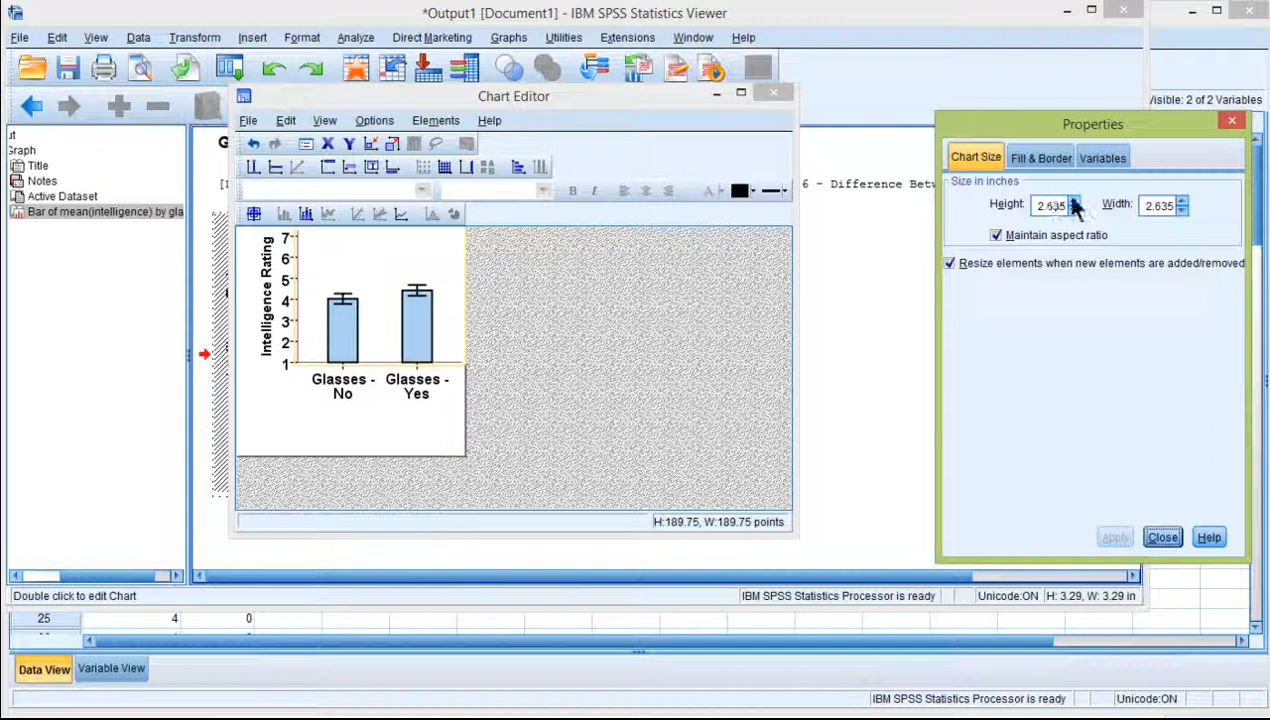 *Output1 [Document1] - IBM SPSS Statistics Viewer
File Edit View Data Transform Insert Format Analyze Direct Marketing Graphs Utilities Extensions Window Help
Visible: 2 of 2 Variables
Chart Editor
File Edit View Options Elements Help
B I A
ut
Graph
Title
Notes
Active Dataset
Bar of mean(intelligence) by gla
G
6 - Difference Betw
Intelligence Rating
7
6
5
4
3
2
1
Glasses - No
Glasses - Yes
H:189.75, W:189.75 points
Properties
Chart Size Fill & Border Variables
Size in inches
Height: 2.635 Width: 2.635
Maintain aspect ratio
Resize elements when new elements are added/removed
Apply Close Help
Double click to edit Chart
IBM SPSS Statistics Processor is ready Unicode:ON H: 3.29, W: 3.29 in
25 4 0
Data View Variable View
IBM SPSS Statistics Processor is ready Unicode:ON